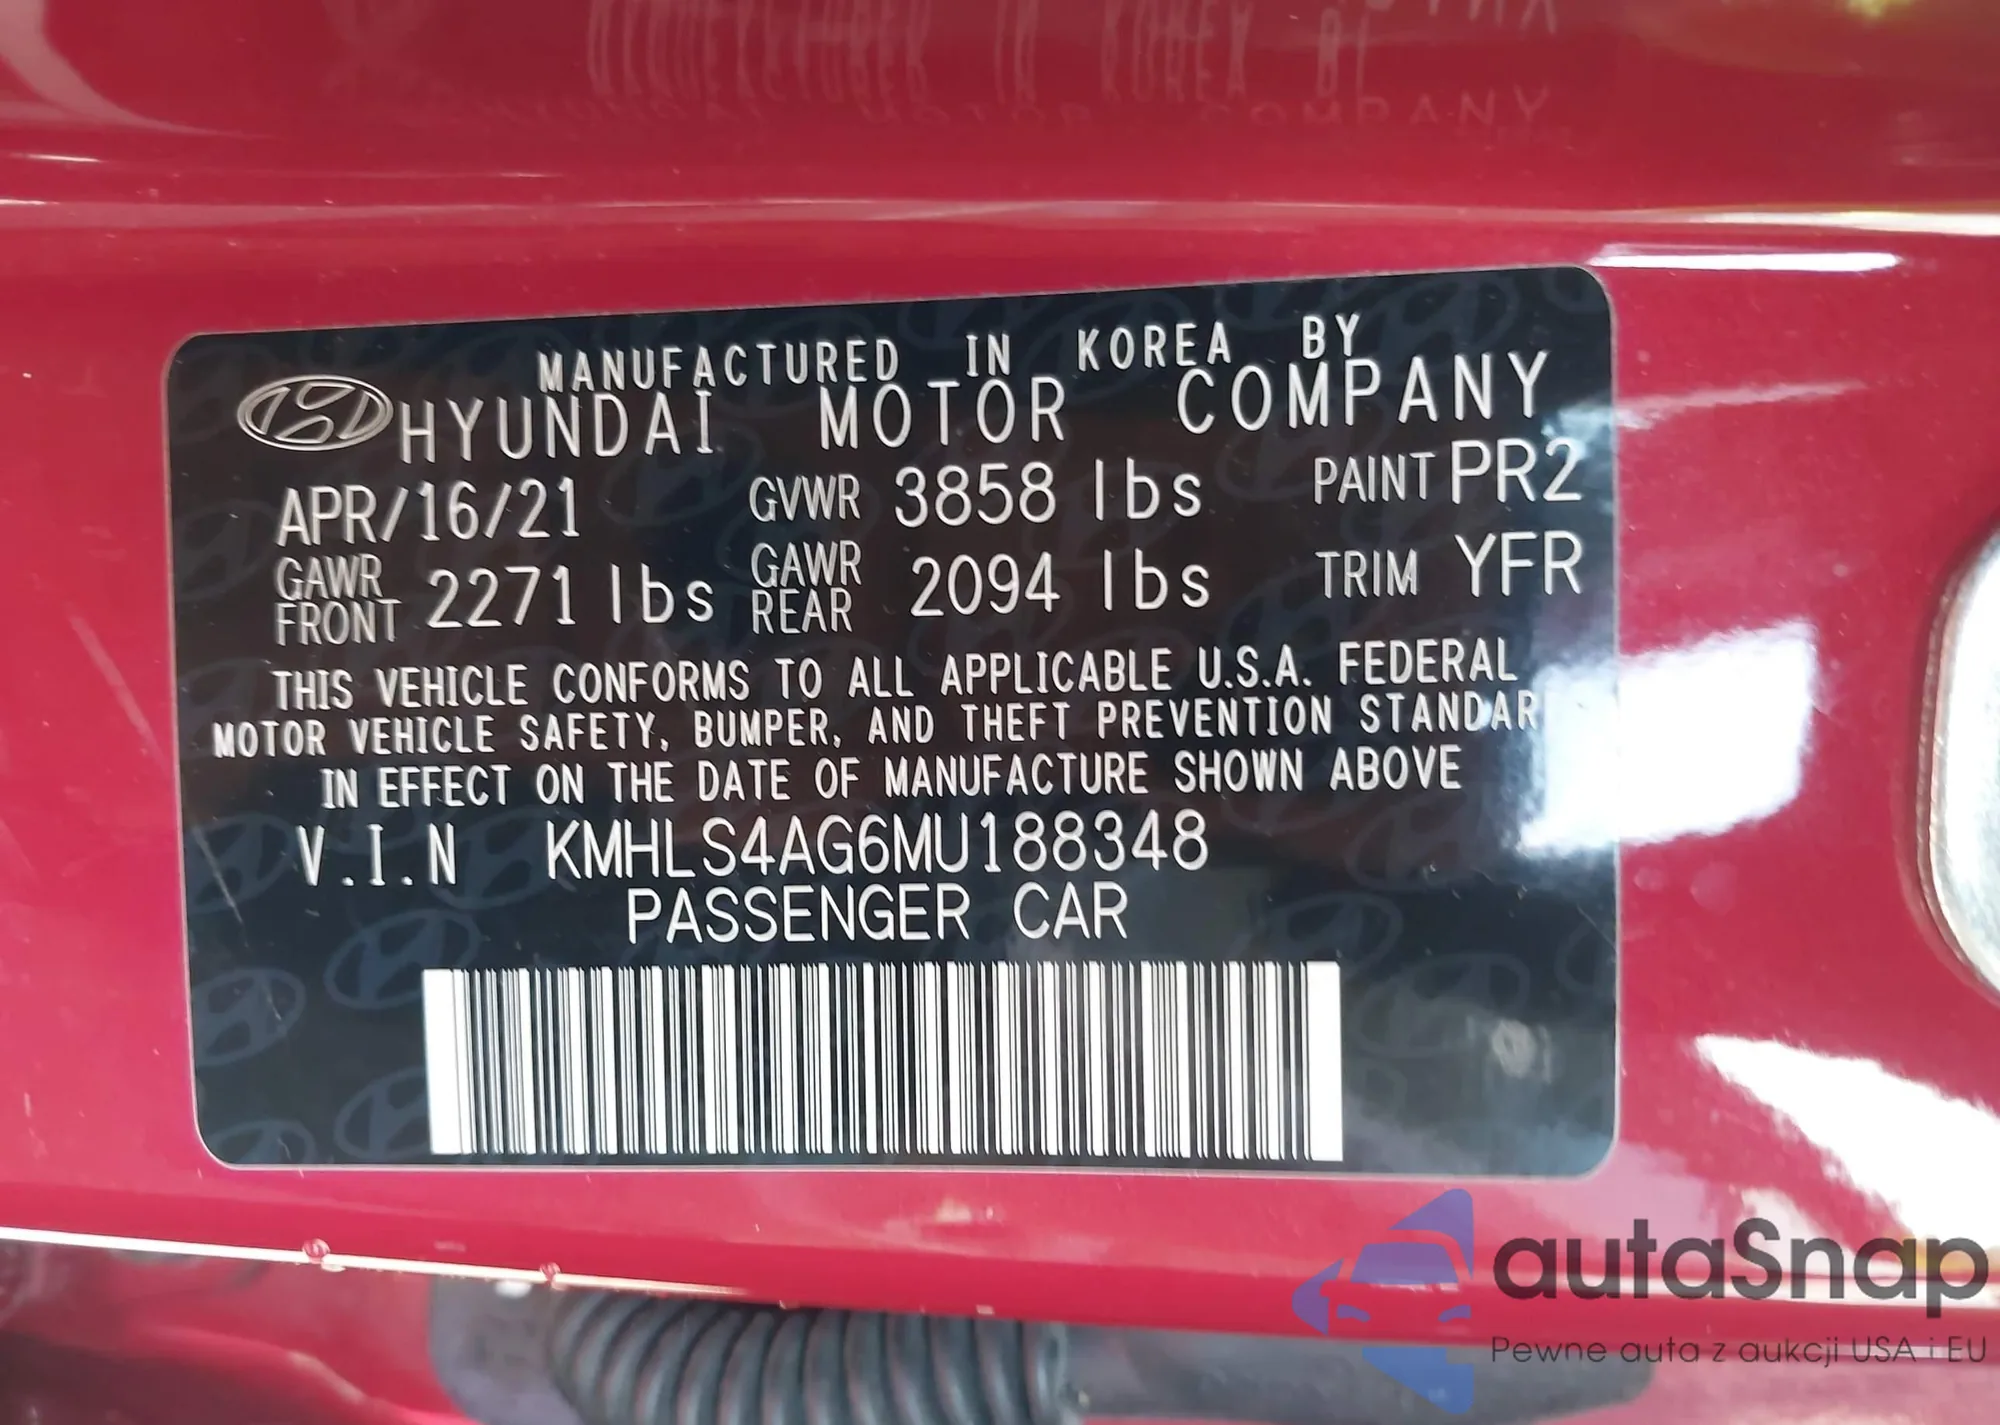 MANUFACTURED IN KOREA BY
HYUNDAI MOTOR COMPANY
APR/16/21 GVWR 3858 lbs PAINT PR2
GAWR FRONT 2271 lbs GAWR REAR 2094 lbs TRIM YFR
THIS VEHICLE CONFORMS TO ALL APPLICABLE U.S.A. FEDERAL
MOTOR VEHICLE SAFETY, BUMPER, AND THEFT PREVENTION STANDAR
IN EFFECT ON THE DATE OF MANUFACTURE SHOWN ABOVE
V.I.N KMHLS4AG6MU188348
PASSENGER CAR
autaSnap
Pewne auta z aukcji USA i EU